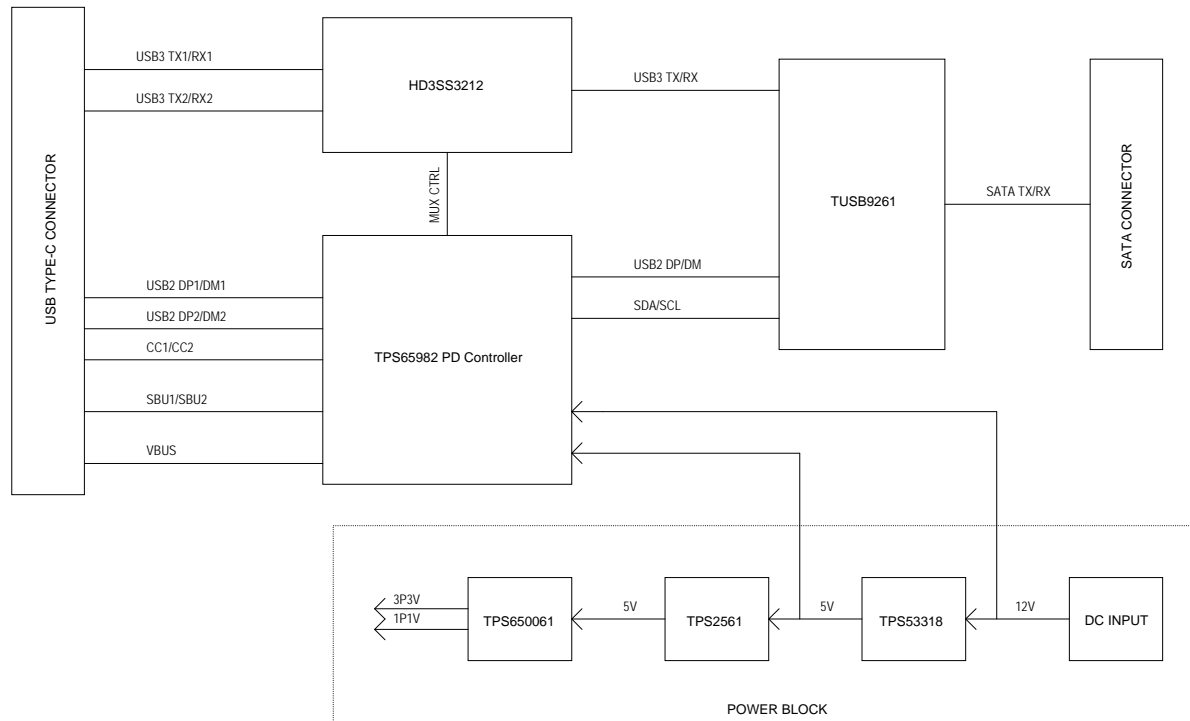 USB TYPE-C CONNECTOR
USB3 TX1/RX1
USB3 TX2/RX2
HD3SS3212
USB3 TX/RX
MUX CTRL
TUSB9261
SATA TX/RX
SATA CONNECTOR
USB2 DP1/DM1
USB2 DP2/DM2
CC1/CC2
SBU1/SBU2
VBUS
TPS65982 PD Controller
USB2 DP/DM
SDA/SCL
3P3V
1P1V
TPS650061
5V
TPS2561
5V
TPS53318
12V
DC INPUT
POWER BLOCK